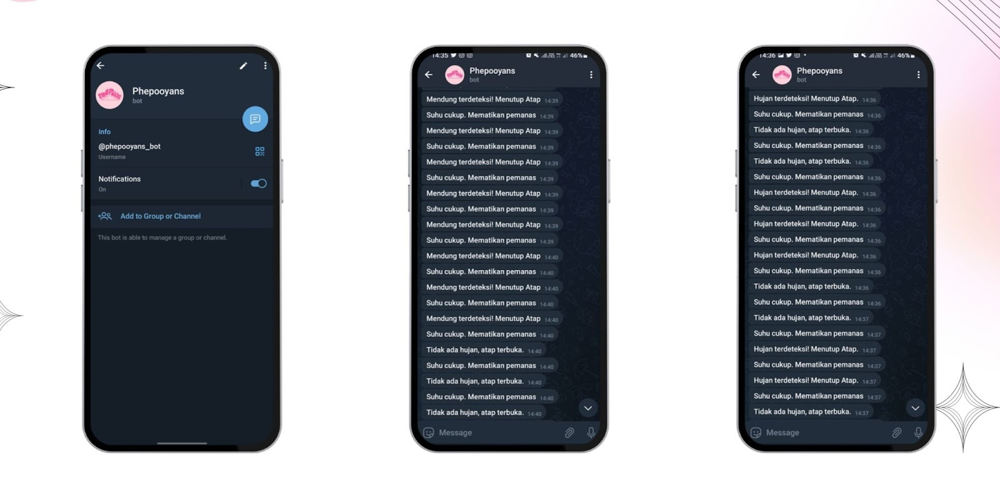 Phepooyans
bot
Info
@phepooyans_bot
Username
Notifications
On
Add to Group or Channel
This bot is able to manage a group or channel.
14:35 46%
Phepooyans
bot
Mendung terdeteksi! Menutup Atap 14:39
Suhu cukup. Mematikan pemanas 14:39
Mendung terdeteksi! Menutup Atap 14:39
Suhu cukup. Mematikan pemanas 14:39
Mendung terdeteksi! Menutup Atap 14:39
Suhu cukup. Mematikan pemanas 14:39
Mendung terdeteksi! Menutup Atap 14:39
Suhu cukup. Mematikan pemanas 14:39
Mendung terdeteksi! Menutup Atap 14:39
Suhu cukup. Mematikan pemanas 14:39
Mendung terdeteksi! Menutup Atap 14:40
Suhu cukup. Mematikan pemanas 14:40
Mendung terdeteksi! Menutup Atap 14:40
Suhu cukup. Mematikan pemanas 14:40
Mendung terdeteksi! Menutup Atap 14:40
Suhu cukup. Mematikan pemanas 14:40
Tidak ada hujan, atap terbuka. 14:40
Suhu cukup. Mematikan pemanas 14:40
Tidak ada hujan, atap terbuka. 14:40
Suhu cukup. Mematikan pemanas 14:40
Tidak ada hujan, atap terbuka. 14:40
Message
14:36 46%
Phepooyans
bot
Hujan terdeteksi! Menutup Atap. 14:36
Suhu cukup. Mematikan pemanas 14:36
Tidak ada hujan, atap terbuka. 14:36
Suhu cukup. Mematikan pemanas 14:36
Tidak ada hujan, atap terbuka. 14:36
Suhu cukup. Mematikan pemanas 14:36
Hujan terdeteksi! Menutup Atap. 14:36
Suhu cukup. Mematikan pemanas 14:36
Hujan terdeteksi! Menutup Atap. 14:36
Suhu cukup. Mematikan pemanas 14:36
Hujan terdeteksi! Menutup Atap. 14:36
Suhu cukup. Mematikan pemanas 14:36
Tidak ada hujan, atap terbuka. 14:36
Suhu cukup. Mematikan pemanas 14:36
Tidak ada hujan, atap terbuka. 14:37
Suhu cukup. Mematikan pemanas 14:37
Hujan terdeteksi! Menutup Atap. 14:37
Suhu cukup. Mematikan pemanas 14:37
Hujan terdeteksi! Menutup Atap. 14:37
Suhu cukup. Mematikan pemanas 14:37
Tidak ada hujan, atap terbuka. 14:37
Message